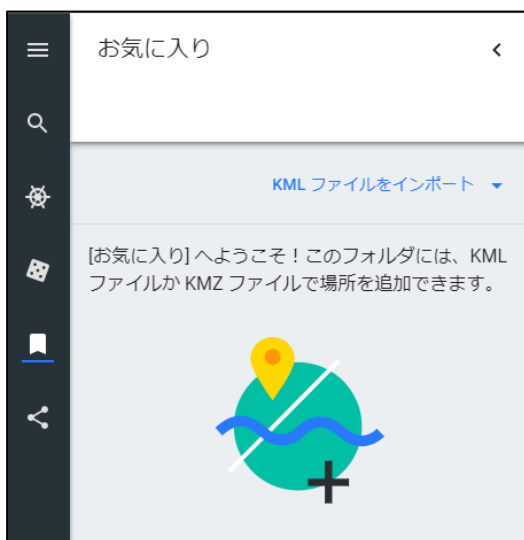 お気に入り
KML ファイルをインポート
[お気に入り] へようこそ！このフォルダには、KML
ファイルか KMZ ファイルで場所を追加できます。